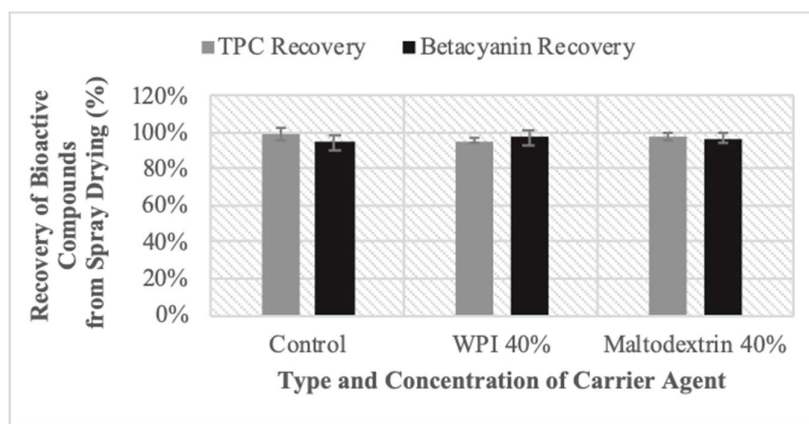 TPC Recovery Betacyanin Recovery
Recovery of Bioactive
Compounds
from Spray Drying (%)
120%
100%
80%
60%
40%
20%
0%
Control WPI 40% Maltodextrin 40%
Type and Concentration of Carrier Agent